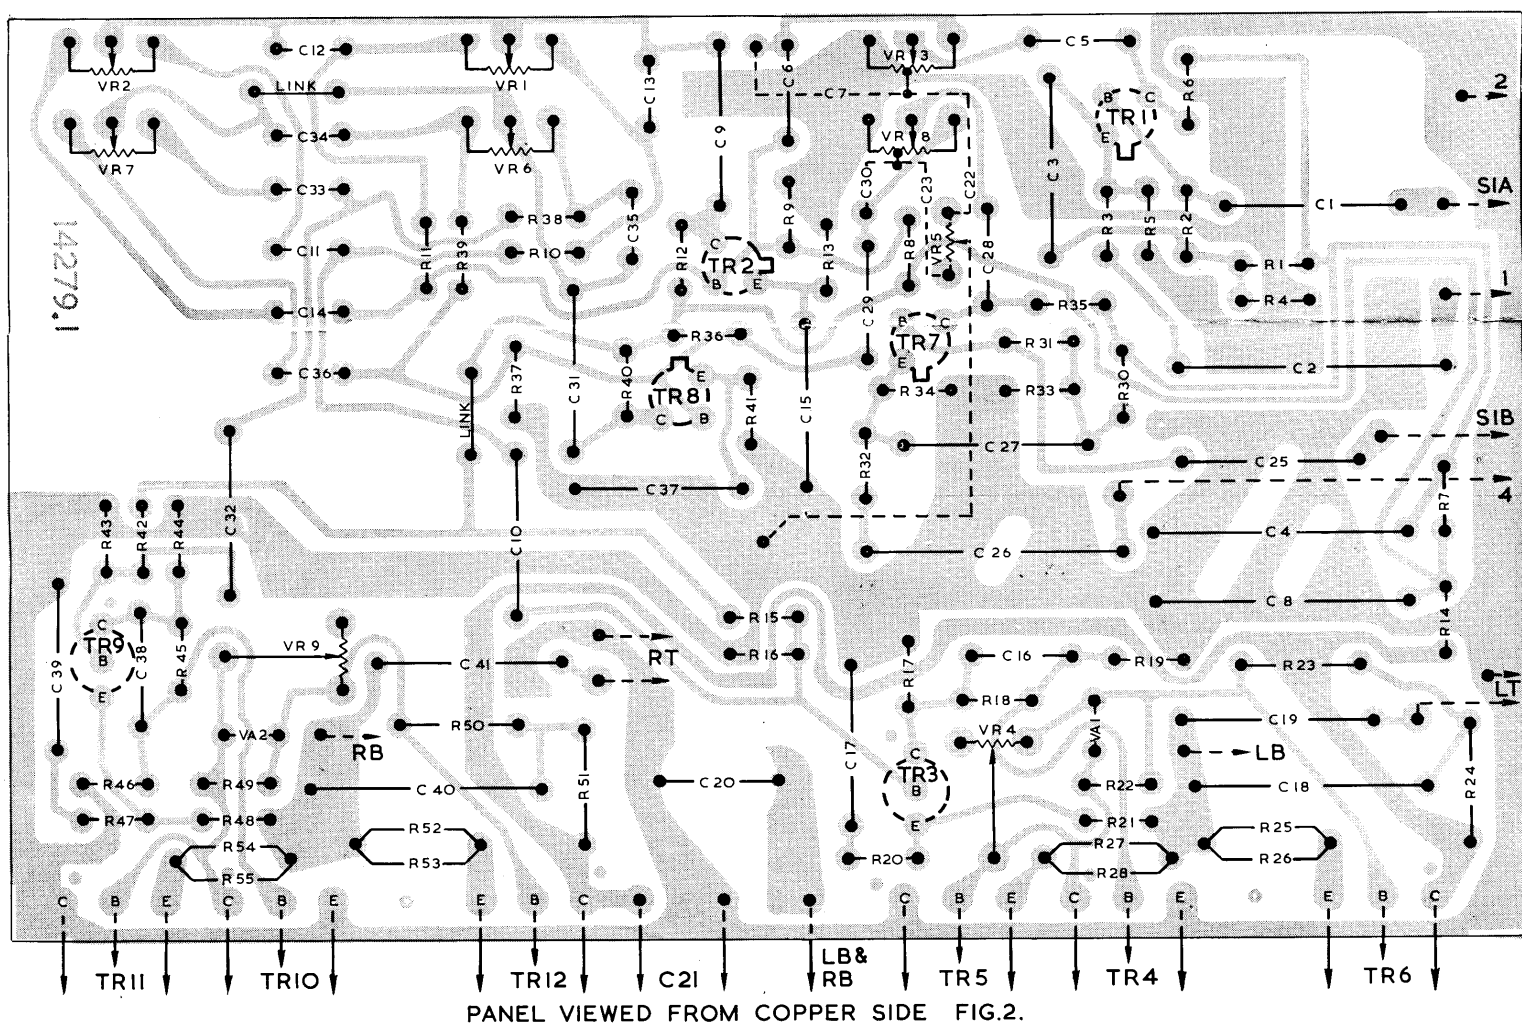 C12
C5
VR2
VR1
VR3
C13
C6
R6
LINK
C7
2
C9
B
C
TR1
E
C34
VR8
VR7
VR6
C3
C30
C23
C22
S1A
C33
R9
R3
R5
R2
C1
R38
C35
14279.1
C11
R11
R39
R10
R12
C
TR2
B
E
R13
R8
VR5
C28
R1
1
C14
R35
R4
B
C
TR7
E
C29
R36
R31
C36
R37
C31
R40
E
TR8
C
B
R41
C15
R34
R33
R30
C2
LINK
S1B
R32
C27
C25
4
C37
R7
C32
R43
R42
R44
C10
C4
C26
C8
R15
R14
C
TR9
B
E
C39
C38
R45
VR9
C41
RT
R16
R17
C16
R19
R23
LT
R18
VR4
VA1
C19
R50
VA2
RB
LB
C17
C
TR3
B
E
R46
R49
C40
R51
C20
R22
C18
R24
R47
R48
R21
R52
R53
R54
R55
R20
R27
R28
R25
R26
C
B
E
C
B
E
E
B
C
C
B
E
C
B
E
E
B
C
TR11
TR10
TR12
C21
LB &
RB
TR5
TR4
TR6
PANEL VIEWED FROM COPPER SIDE FIG.2.